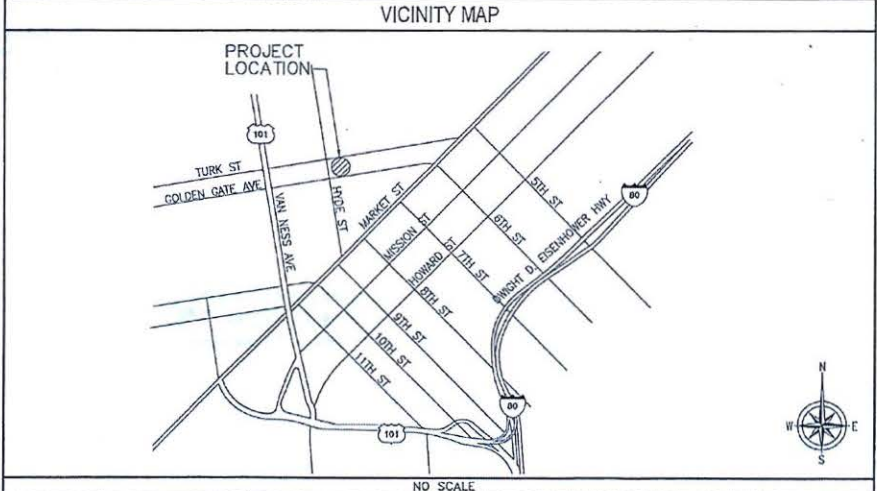 VICINITY MAP
PROJECT
LOCATION
101
TURK ST
GOLDEN GATE AVE
VAN NESS AVE
HYDE ST
MARKET ST
MISSION ST
HOWARD ST
5TH ST
6TH ST
7TH ST
8TH ST
9TH ST
10TH ST
11TH ST
DWIGHT D. EISENHOWER HWY
80
80
101
N
W E
S
NO SCALE